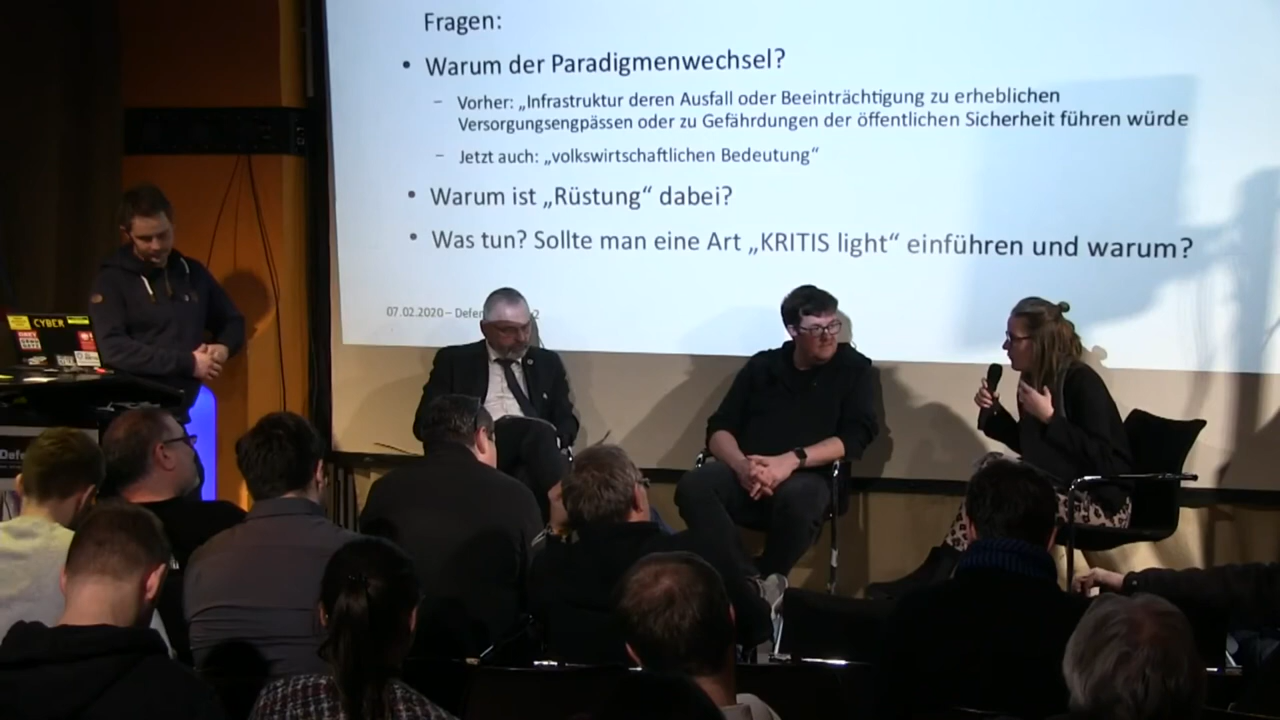 Fragen:
• Warum der Paradigmenwechsel?
– Vorher: „Infrastruktur deren Ausfall oder Beeinträchtigung zu erheblichen
Versorgungsengpässen oder zu Gefährdungen der öffentlichen Sicherheit führen würde
– Jetzt auch: „volkswirtschaftlichen Bedeutung“
• Warum ist „Rüstung“ dabei?
• Was tun? Sollte man eine Art „KRITIS light“ einführen und warum?
07.02.2020 – Defen 2
CYBER
Defe